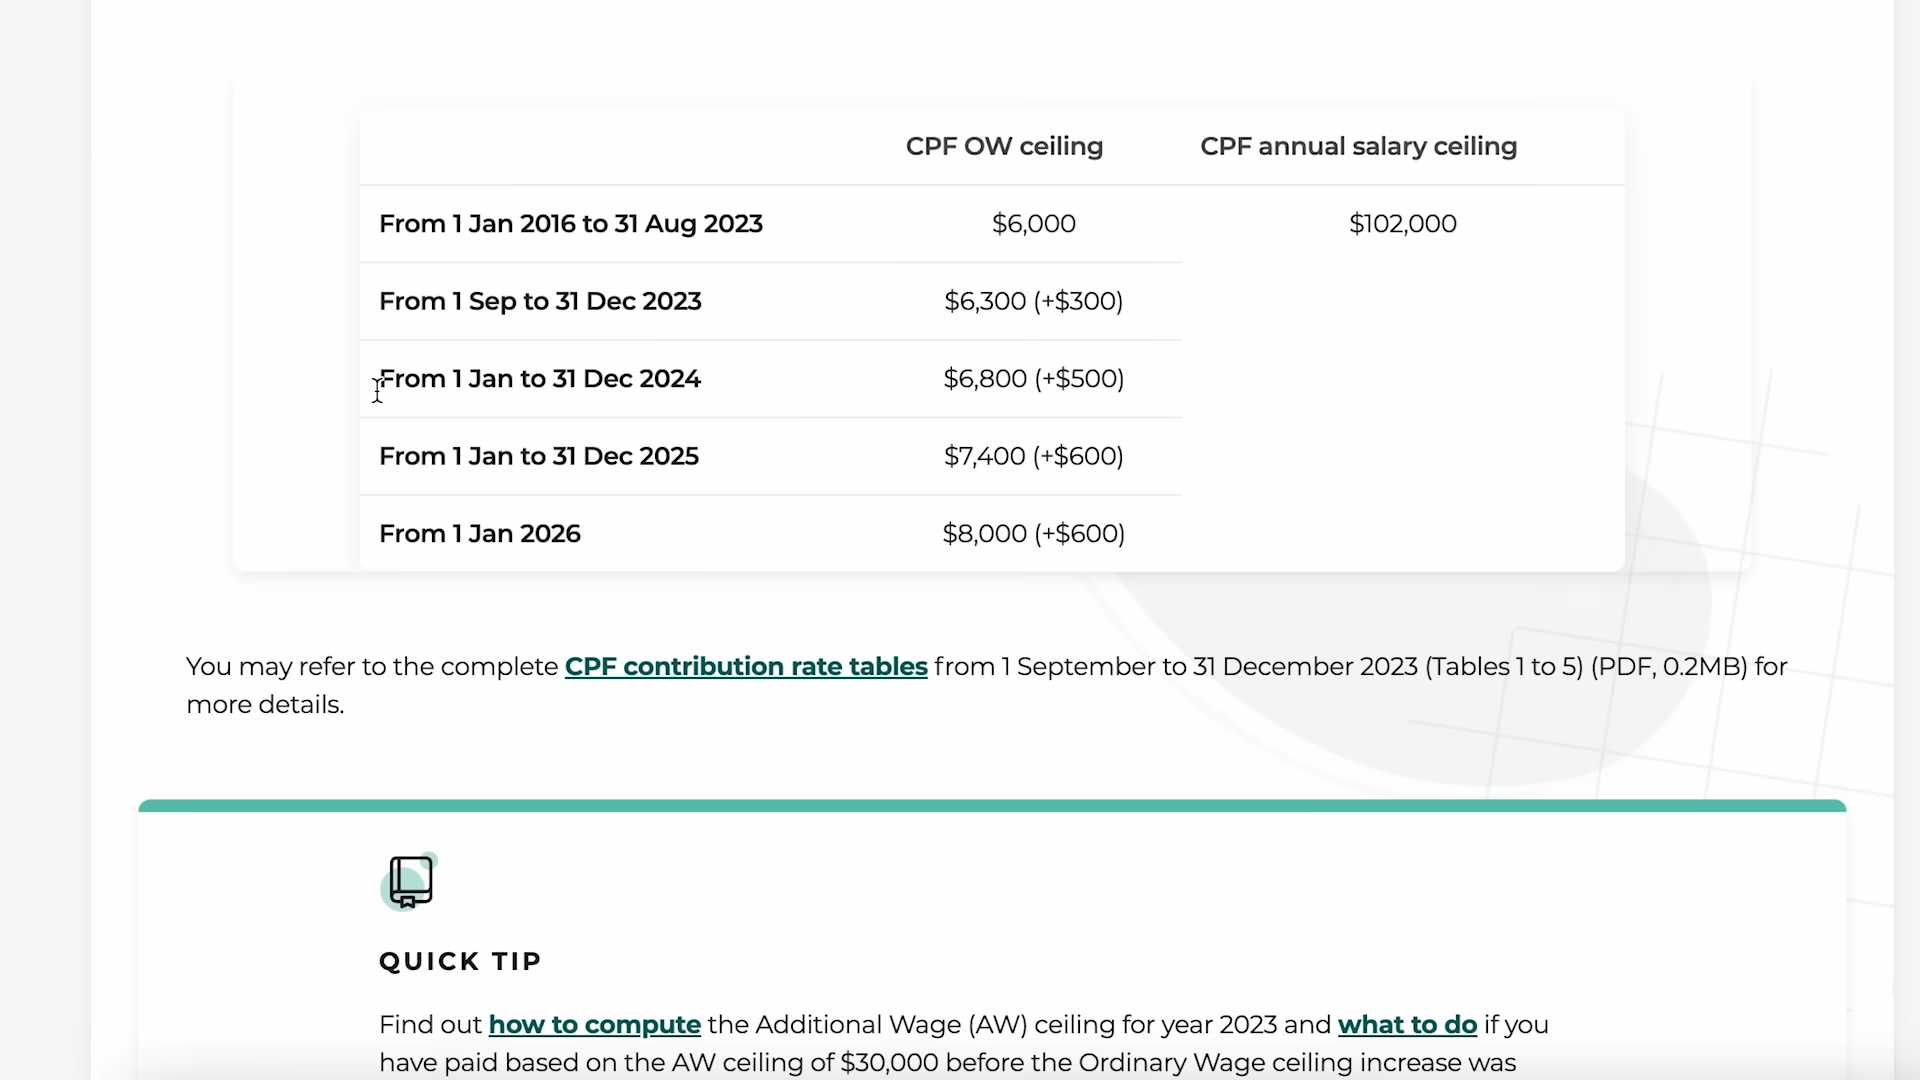 CPF OW ceiling CPF annual salary ceiling
From 1 Jan 2016 to 31 Aug 2023 $6,000 $102,000
From 1 Sep to 31 Dec 2023 $6,300 (+$300)
From 1 Jan to 31 Dec 2024 $6,800 (+$500)
From 1 Jan to 31 Dec 2025 $7,400 (+$600)
From 1 Jan 2026 $8,000 (+$600)
You may refer to the complete CPF contribution rate tables from 1 September to 31 December 2023 (Tables 1 to 5) (PDF, 0.2MB) for
more details.
QUICK TIP
Find out how to compute the Additional Wage (AW) ceiling for year 2023 and what to do if you
have paid based on the AW ceiling of $30,000 before the Ordinary Wage ceiling increase was